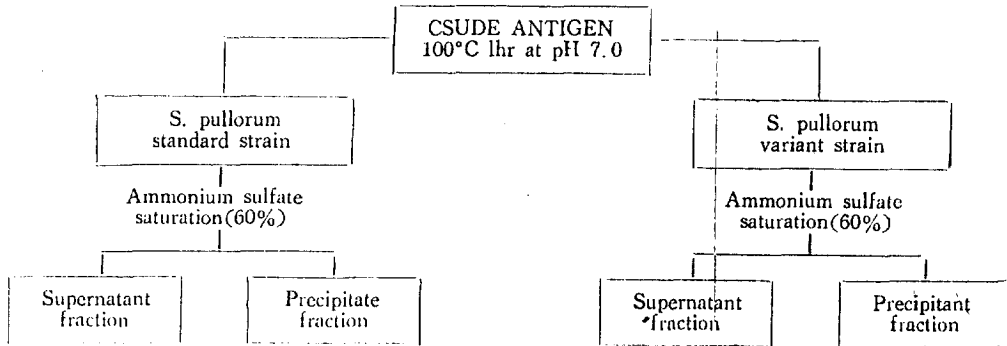 CSUDE ANTIGEN
100°C lhr at pH 7.0
S. pullorum
standard strain
S. pullorum
variant strain
Ammonium sulfate
saturation(60%)
Ammonium sulfate
saturation(60%)
Supernatant
fraction
Precipitate
fraction
Supernatant
fraction
Precipitant
fraction